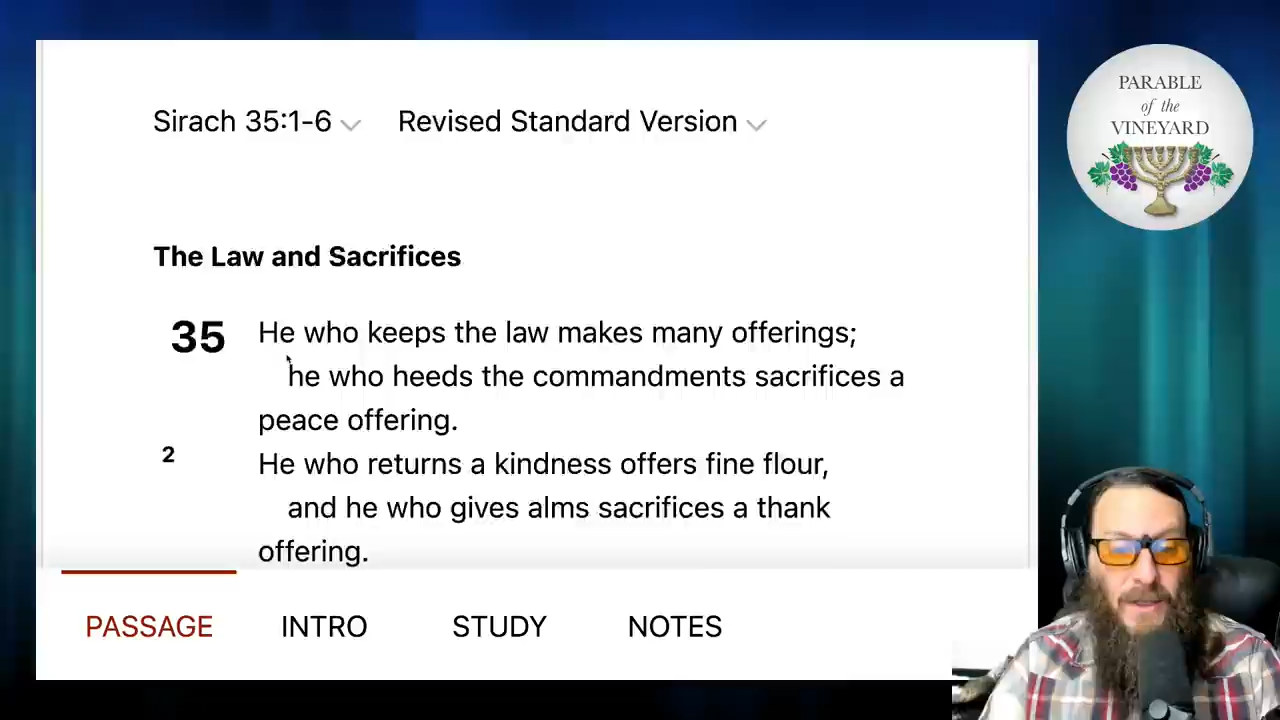 Sirach 35:1-6 Revised Standard Version
PARABLE
of the
VINEYARD
The Law and Sacrifices
35 He who keeps the law makes many offerings;
he who heeds the commandments sacrifices a
peace offering.
2 He who returns a kindness offers fine flour,
and he who gives alms sacrifices a thank
offering.
PASSAGE INTRO STUDY NOTES